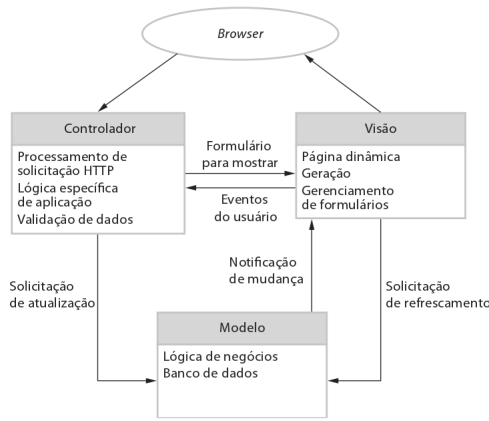 Browser
Controlador
Processamento de
solicitação HTTP
Lógica específica
de aplicação
Validação de dados
Formulário
para mostrar
Eventos
do usuário
Visão
Página dinâmica
Geração
Gerenciamento
de formulários
Solicitação
de atualização
Notificação
de mudança
Solicitação
de refrescamento
Modelo
Lógica de negócios
Banco de dados